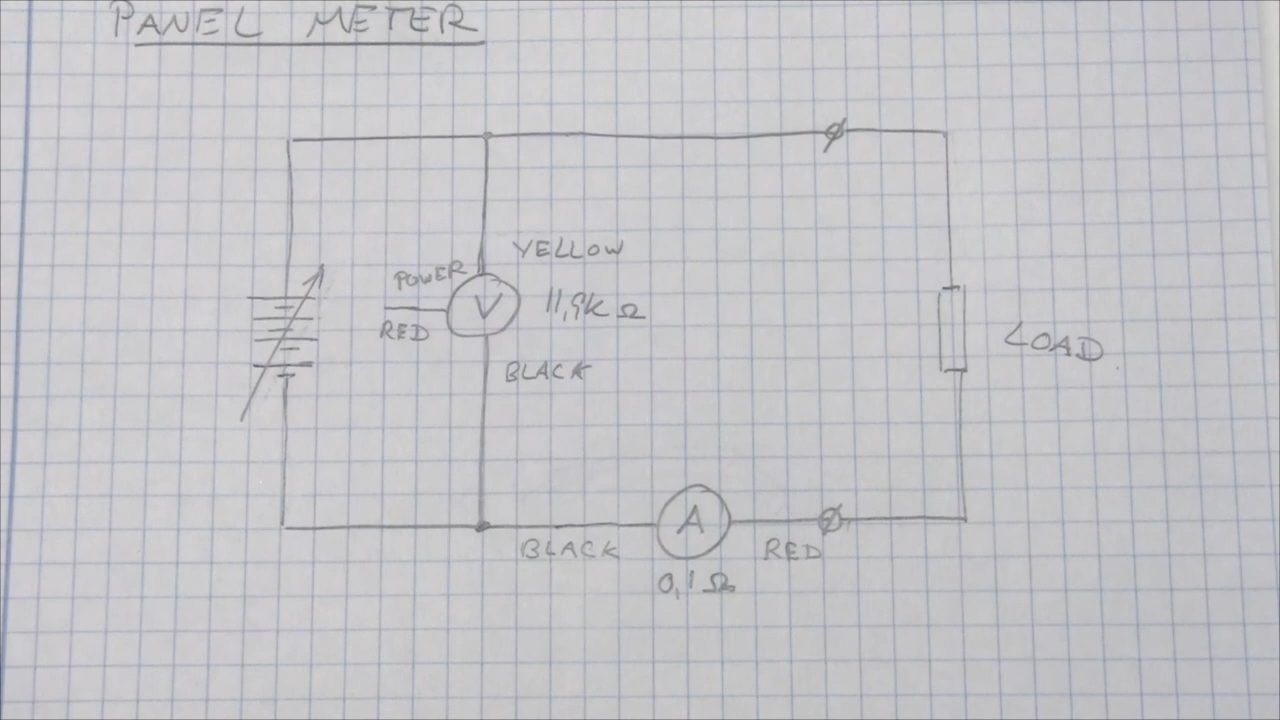 PANEL METER
YELLOW
POWER
V
11,9K Ω
RED
BLACK
LOAD
A
BLACK
RED
0,1 Ω